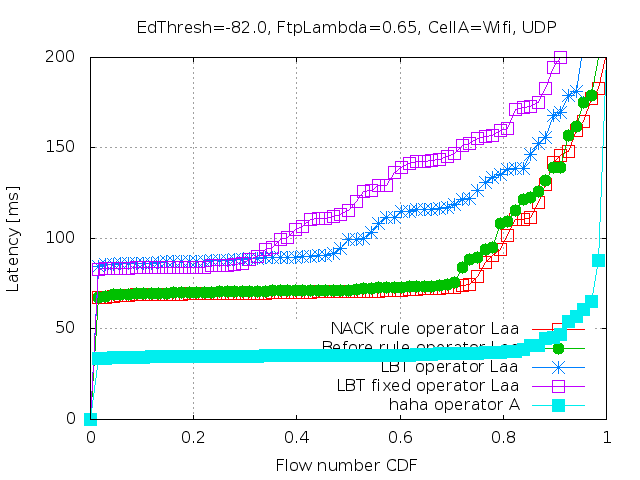 EdThresh=-82.0, FtpLambda=0.65, CellA=Wifi, UDP
200
150
100
50
0
Latency [ms]
NACK rule operator Laa
Before rule operator Laa
LBT operator Laa
LBT fixed operator Laa
haha operator A
0 0.2 0.4 0.6 0.8 1
Flow number CDF